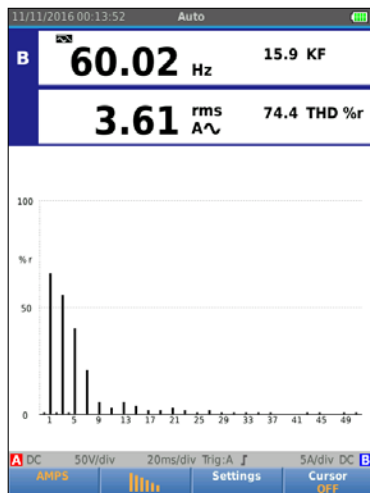 11/11/2016 00:13:52 Auto
B 60.02 Hz 15.9 KF
3.61 rms A∿ 74.4 THD %r
100
%r
50
0
1 5 9 13 17 21 25 29 33 37 41 45 49
A DC 50V/div 20ms/div Trig:A ʃ 5A/div DC B
AMPS Settings Cursor
OFF